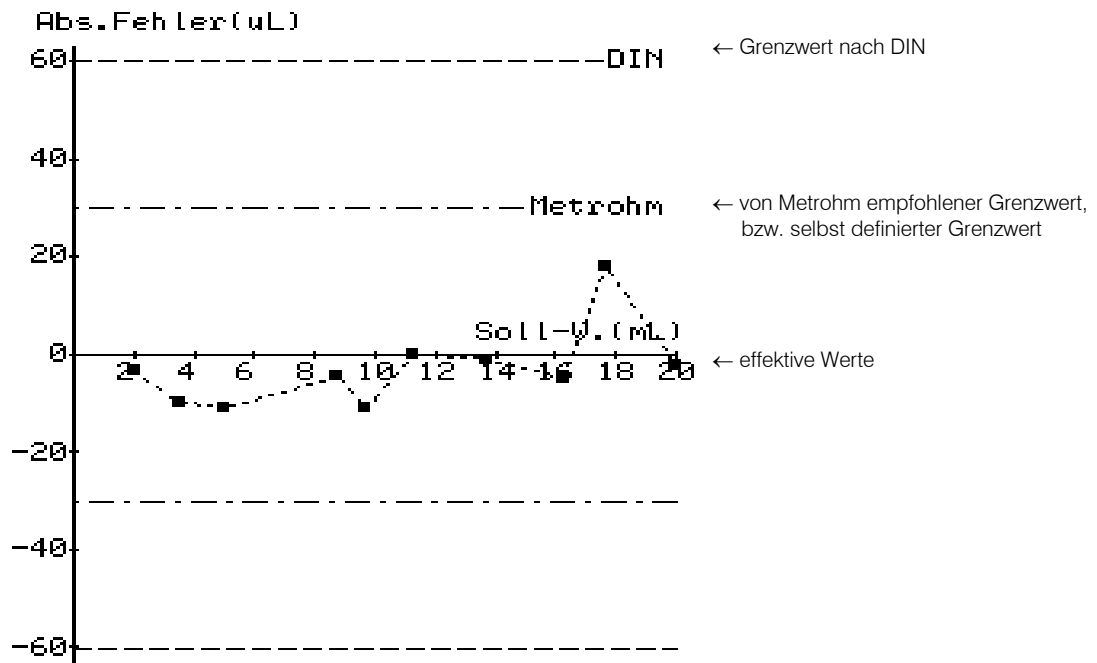 Abs.Fehler(uL)
60
DIN
← Grenzwert nach DIN
40
Metrohm
← von Metrohm empfohlener Grenzwert,
bzw. selbst definierter Grenzwert
20
Soll-W.(mL)
0
2 4 6 8 10 12 14 16 18 20
← effektive Werte
-20
-40
-60